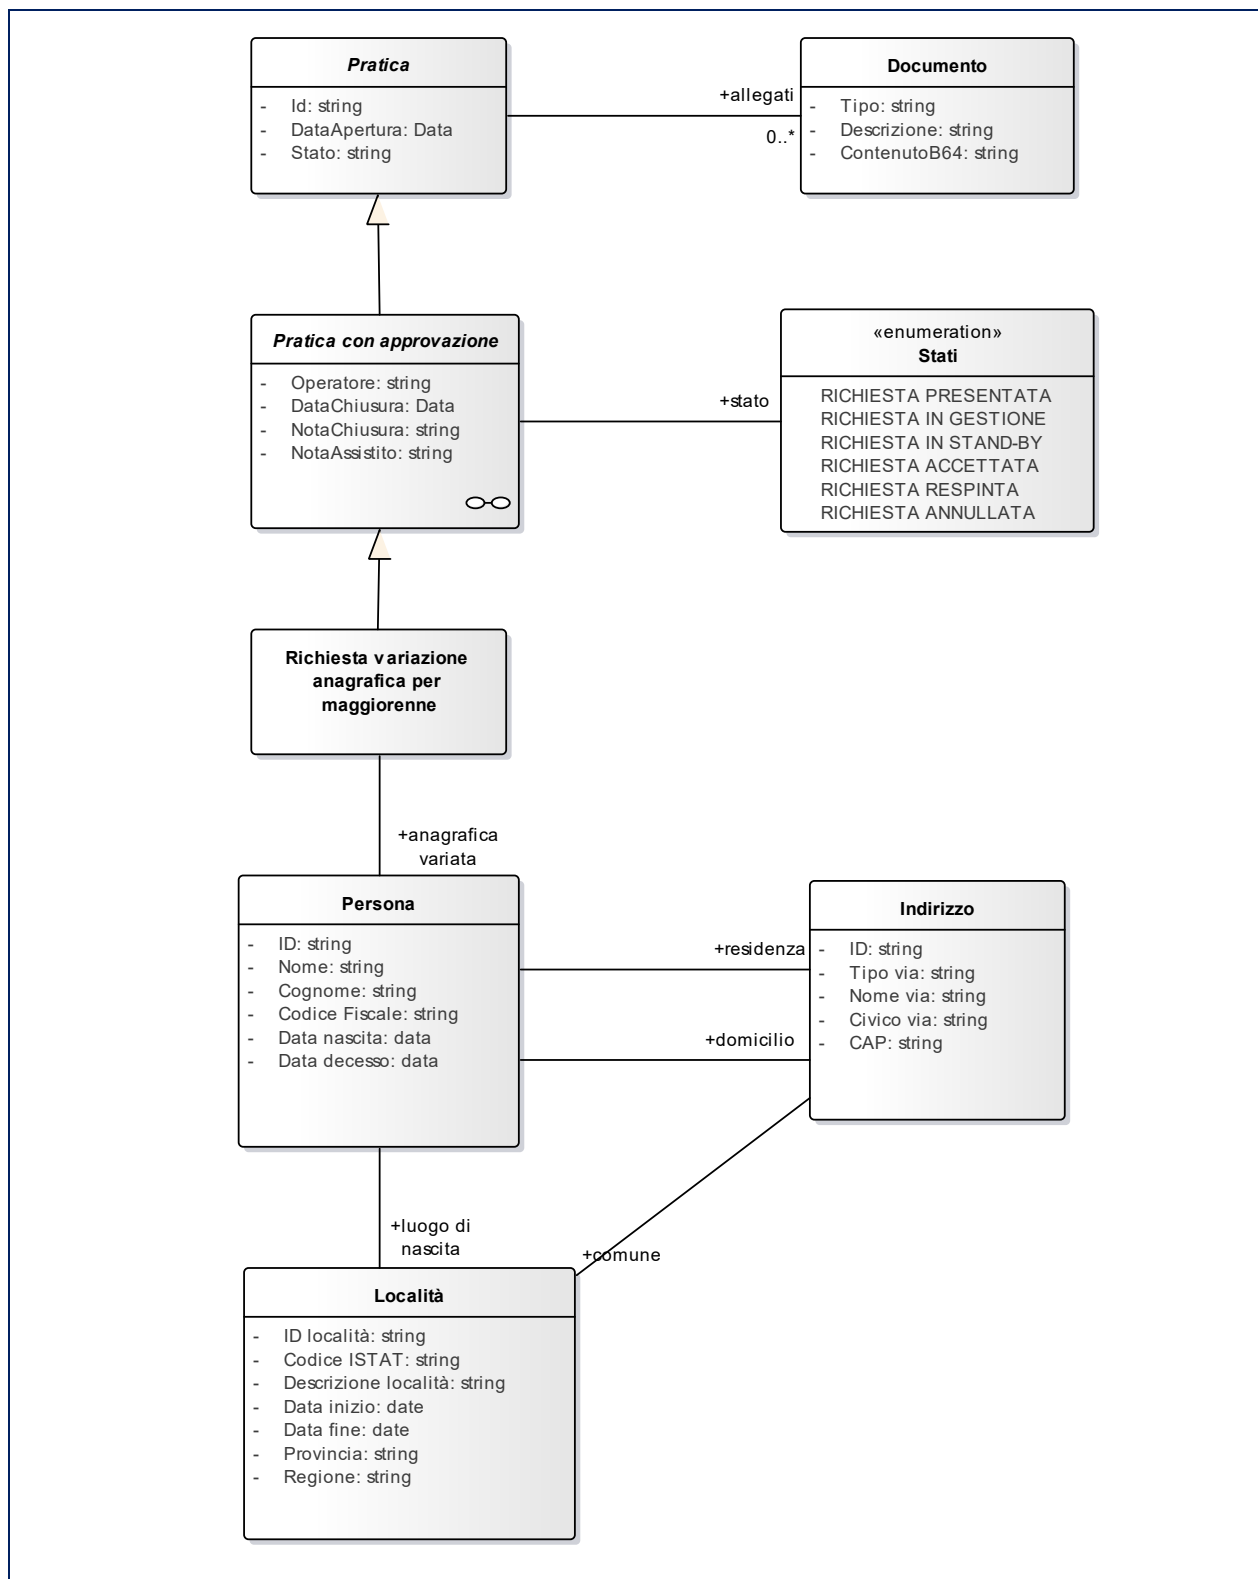 Pratica
- Id: string
- DataApertura: Data
- Stato: string
+allegati
0..*
Documento
- Tipo: string
- Descrizione: string
- ContenutoB64: string
Pratica con approvazione
- Operatore: string
- DataChiusura: Data
- NotaChiusura: string
- NotaAssistito: string
+stato
«enumeration»
Stati
RICHIESTA PRESENTATA
RICHIESTA IN GESTIONE
RICHIESTA IN STAND-BY
RICHIESTA ACCETTATA
RICHIESTA RESPINTA
RICHIESTA ANNULLATA
Richiesta variazione
anagrafica per
maggiorenne
+anagrafica
variata
Persona
- ID: string
- Nome: string
- Cognome: string
- Codice Fiscale: string
- Data nascita: data
- Data decesso: data
+residenza
+domicilio
Indirizzo
- ID: string
- Tipo via: string
- Nome via: string
- Civico via: string
- CAP: string
+luogo di
nascita
+comune
Località
- ID località: string
- Codice ISTAT: string
- Descrizione località: string
- Data inizio: date
- Data fine: date
- Provincia: string
- Regione: string